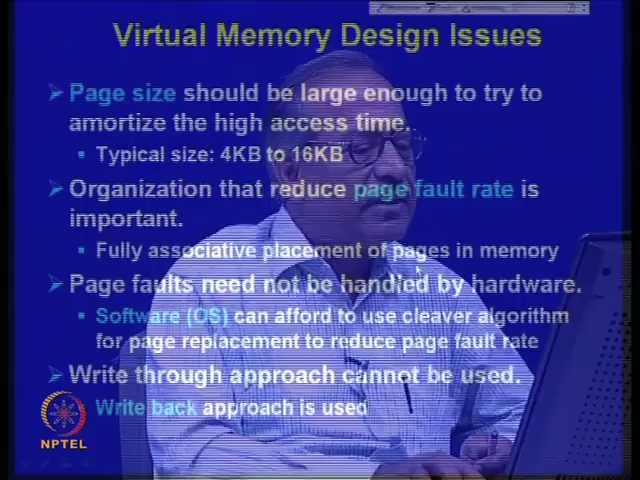 Virtual Memory Design Issues
Page size should be large enough to try to
amortize the high access time.
Typical size: 4KB to 16KB
Organization that reduce page fault rate is
important.
Fully associative placement of pages in memory
Page faults need not be handled by hardware.
Software (OS) can afford to use cleaver algorithm
for page replacement to reduce page fault rate
Write through approach cannot be used.
Write back approach is used
NPTEL